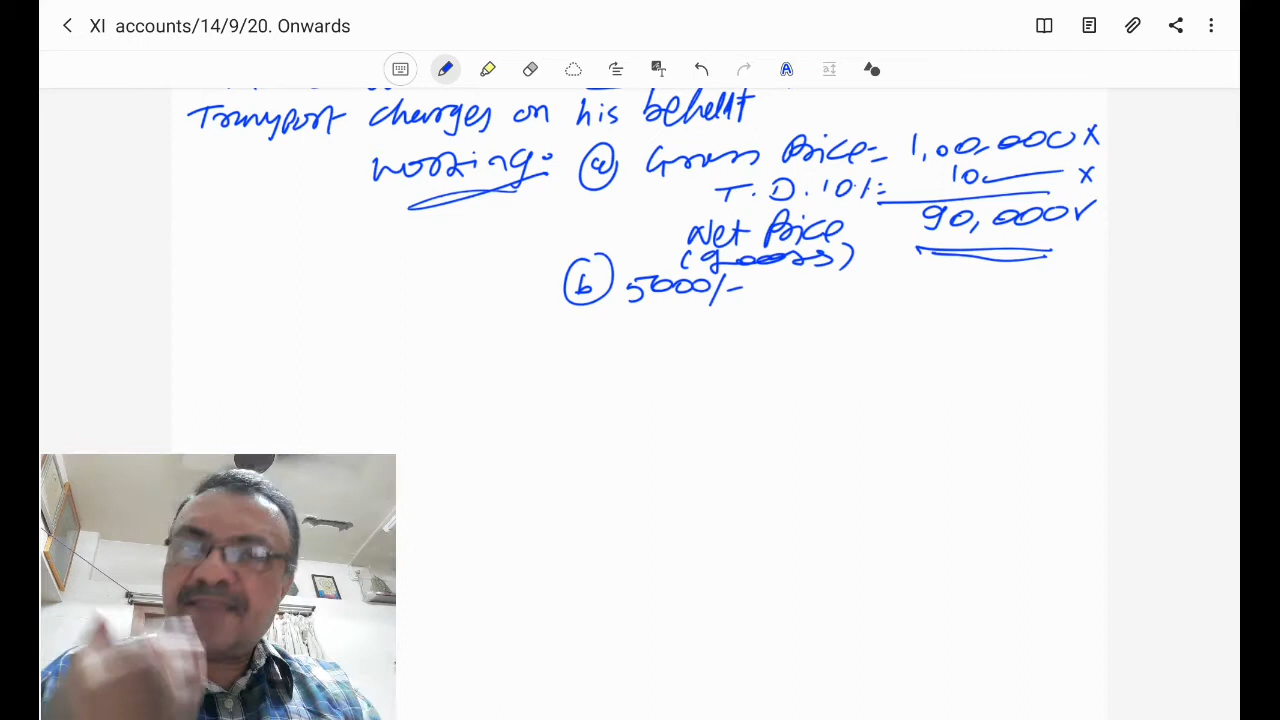 XI accounts/14/9/20. Onwards
Transport charges on his behalf
working:- (a) Gross Price = 1,00,000 X
T. D. 10% = 10 X
Net Price 90,000 ✓
(goods)
(b) 5000/-